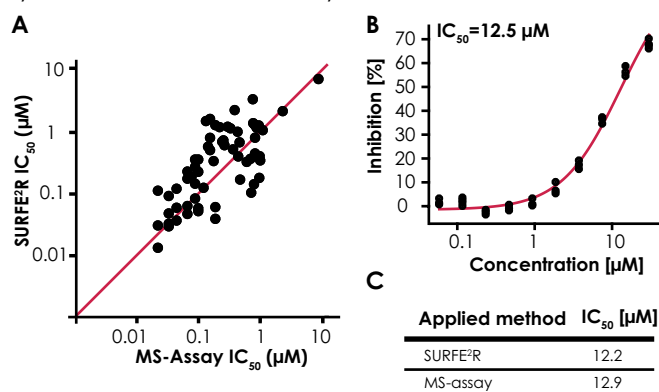 A
SURFE²R IC₅₀ (µM)
10
1
0.1
0.01
0.01
0.1
1
10
MS-Assay IC₅₀ (µM)
B
IC₅₀=12.5 µM
Inhibition [%]
70
60
50
40
30
20
10
0
0.1
1
10
Concentration [µM]
C
Applied method IC₅₀ [µM]
SURFE²R 12.2
MS-assay 12.9